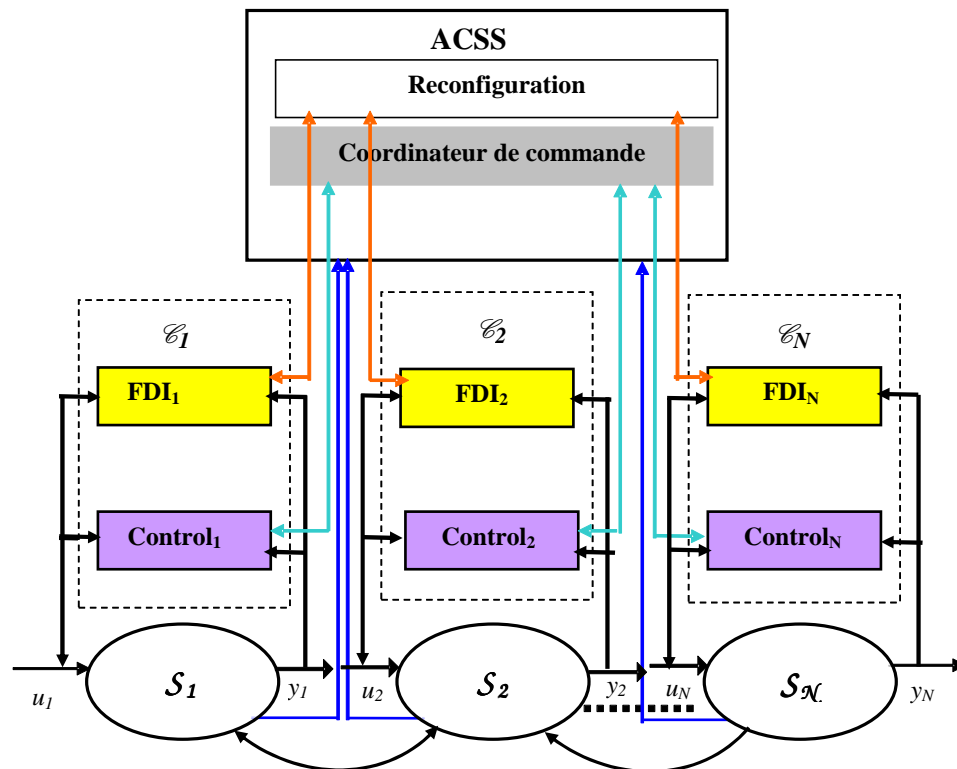 ACSS
Reconfiguration
Coordinateur de commande
𝒞1
𝒞2
𝒞N
FDI1
FDI2
FDIN
Control1
Control2
ControlN
S1
S2
SN.
u1
y1
u2
y2
uN
yN